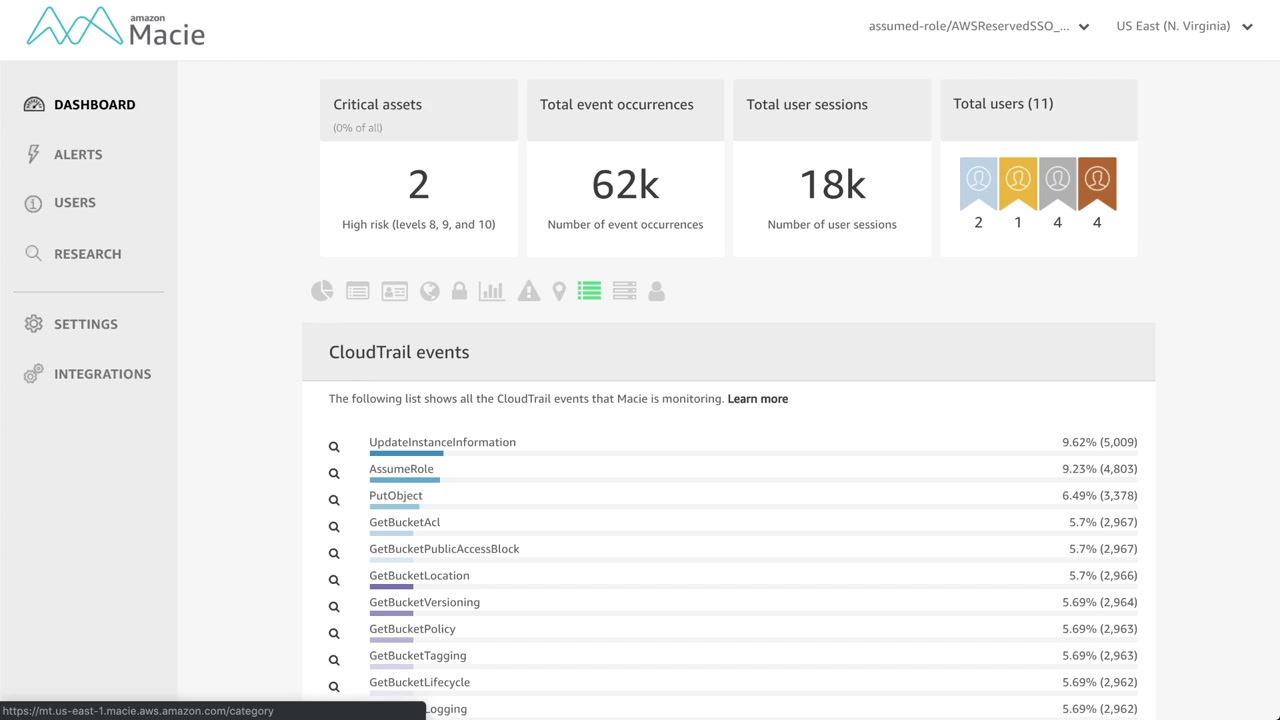 amazon
Macie
assumed-role/AWSReservedSSO_...
US East (N. Virginia)
DASHBOARD
ALERTS
USERS
RESEARCH
SETTINGS
INTEGRATIONS
Critical assets
(0% of all)
2
High risk (levels 8, 9, and 10)
Total event occurrences
62k
Number of event occurrences
Total user sessions
18k
Number of user sessions
Total users (11)
2 1 4 4
CloudTrail events
The following list shows all the CloudTrail events that Macie is monitoring. Learn more
UpdateInstanceInformation 9.62% (5,009)
AssumeRole 9.23% (4,803)
PutObject 6.49% (3,378)
GetBucketAcl 5.7% (2,967)
GetBucketPublicAccessBlock 5.7% (2,967)
GetBucketLocation 5.7% (2,966)
GetBucketVersioning 5.69% (2,964)
GetBucketPolicy 5.69% (2,963)
GetBucketTagging 5.69% (2,963)
GetBucketLifecycle 5.69% (2,962)
Logging 5.69% (2,962)
https://mt.us-east-1.macie.aws.amazon.com/category